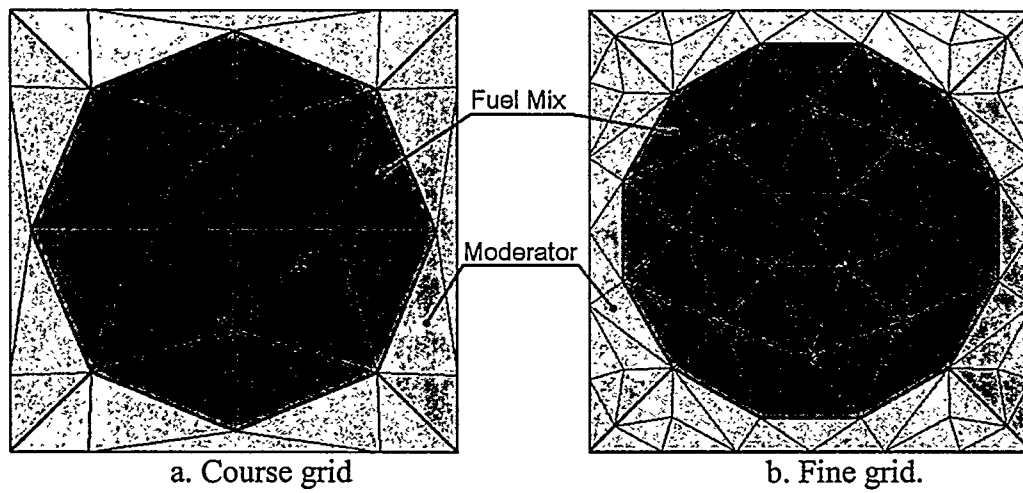 Fuel Mix
Moderator
a. Course grid
b. Fine grid.